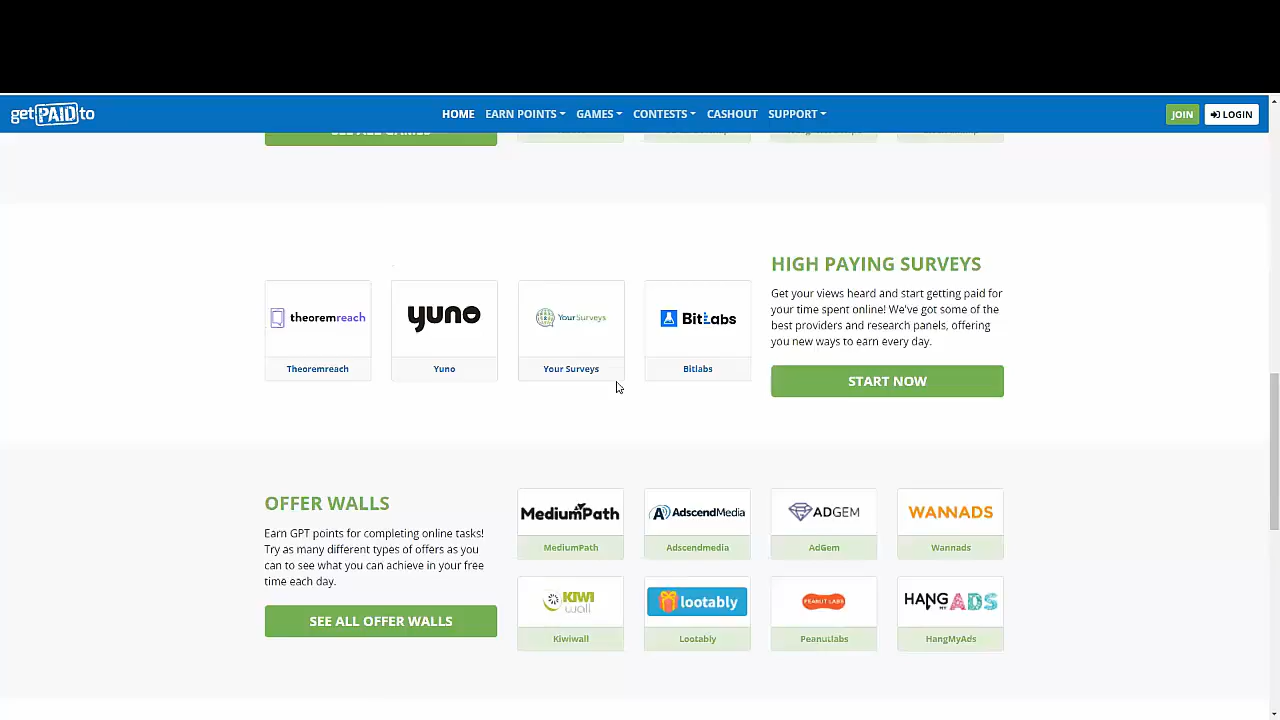 getPAIDto
HOME EARN POINTS GAMES CONTESTS CASHOUT SUPPORT
JOIN LOGIN
SEE ALL GAMES
theoremreach yuno YourSurveys BitLabs
Theoremreach Yuno Your Surveys Bitlabs
HIGH PAYING SURVEYS
Get your views heard and start getting paid for
your time spent online! We've got some of the
best providers and research panels, offering
you new ways to earn every day.
START NOW
OFFER WALLS
Earn GPT points for completing online tasks!
Try as many different types of offers as you
can to see what you can achieve in your free
time each day.
SEE ALL OFFER WALLS
MediumPath AdscendMedia ADGEM WANNADS
MediumPath Adscendmedia AdGem Wannads
KIWI wall lootably PEANUT LABS HANG MY ADS
Kiwiwall Lootably Peanutlabs HangMyAds